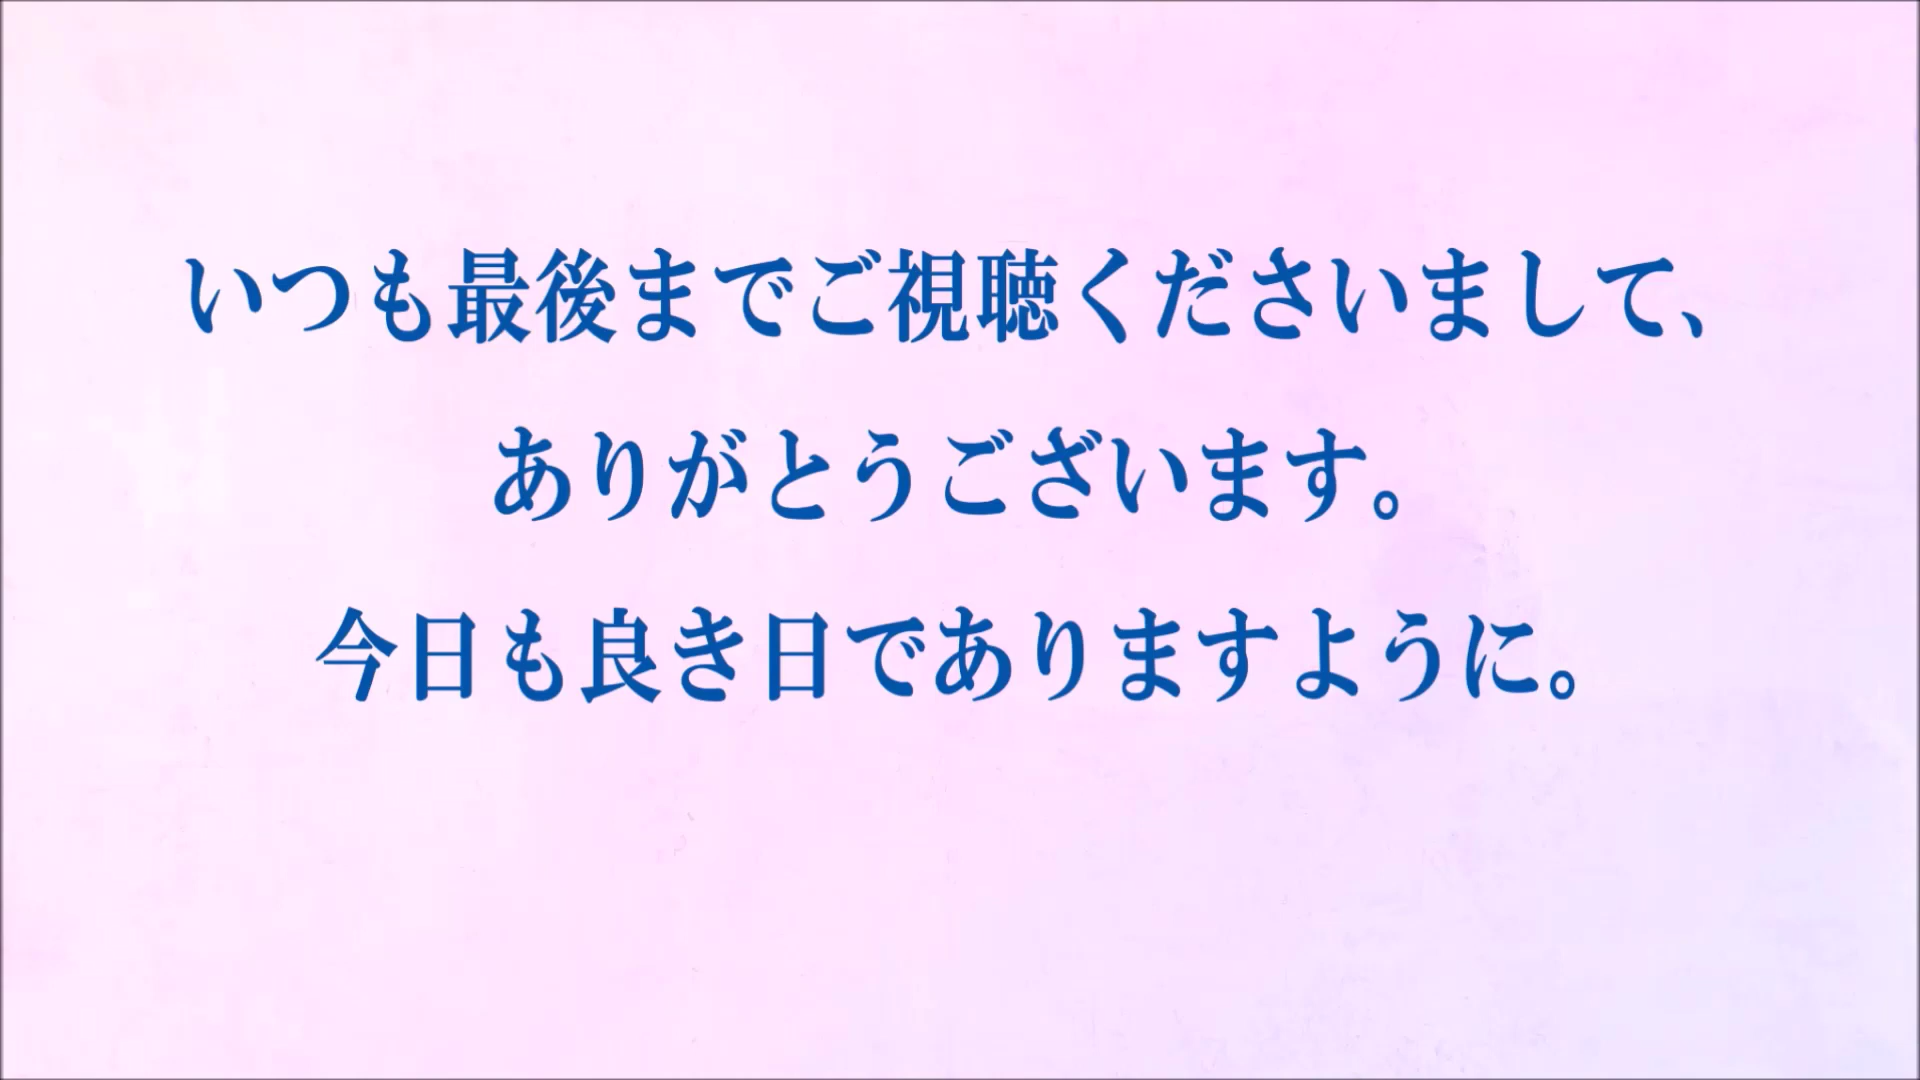 いつも最後までご視聴くださいまして、
ありがとうございます。
今日も良き日でありますように。